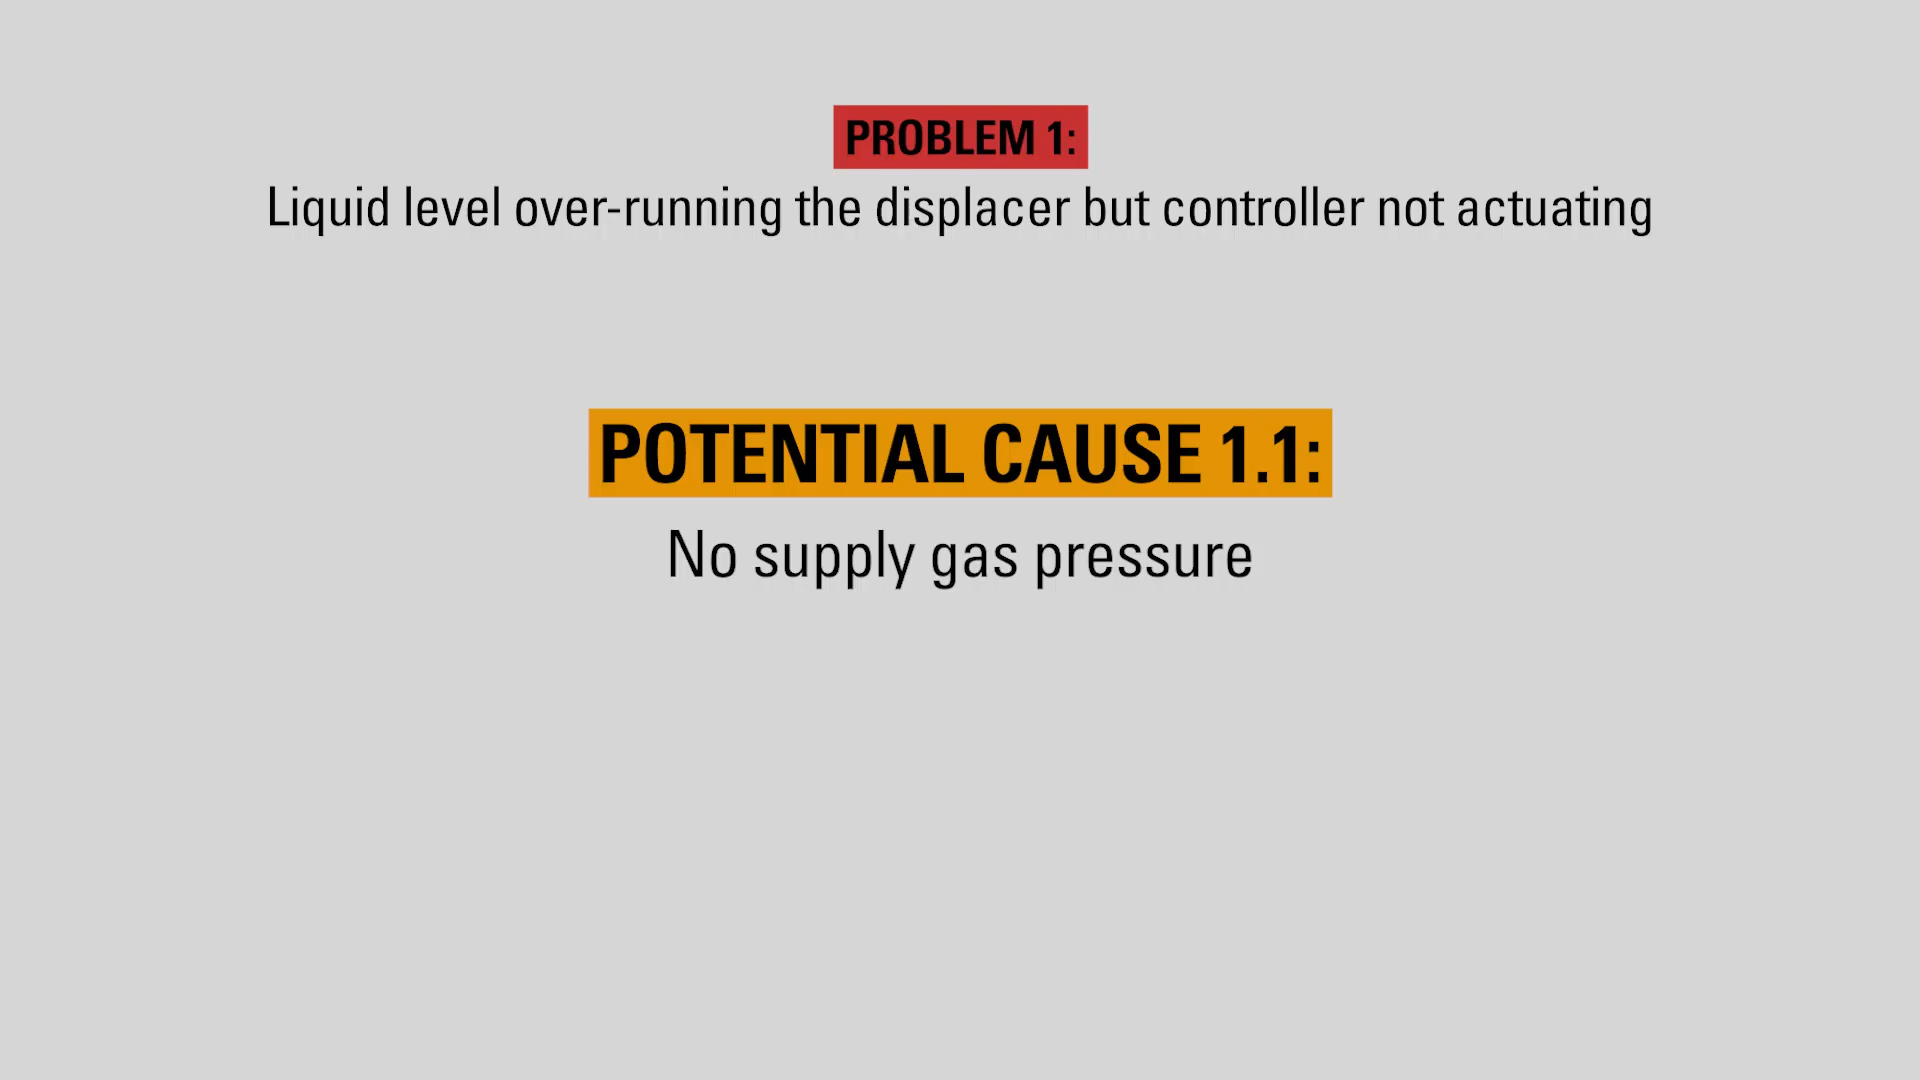 PROBLEM 1:
Liquid level over-running the displacer but controller not actuating
POTENTIAL CAUSE 1.1:
No supply gas pressure